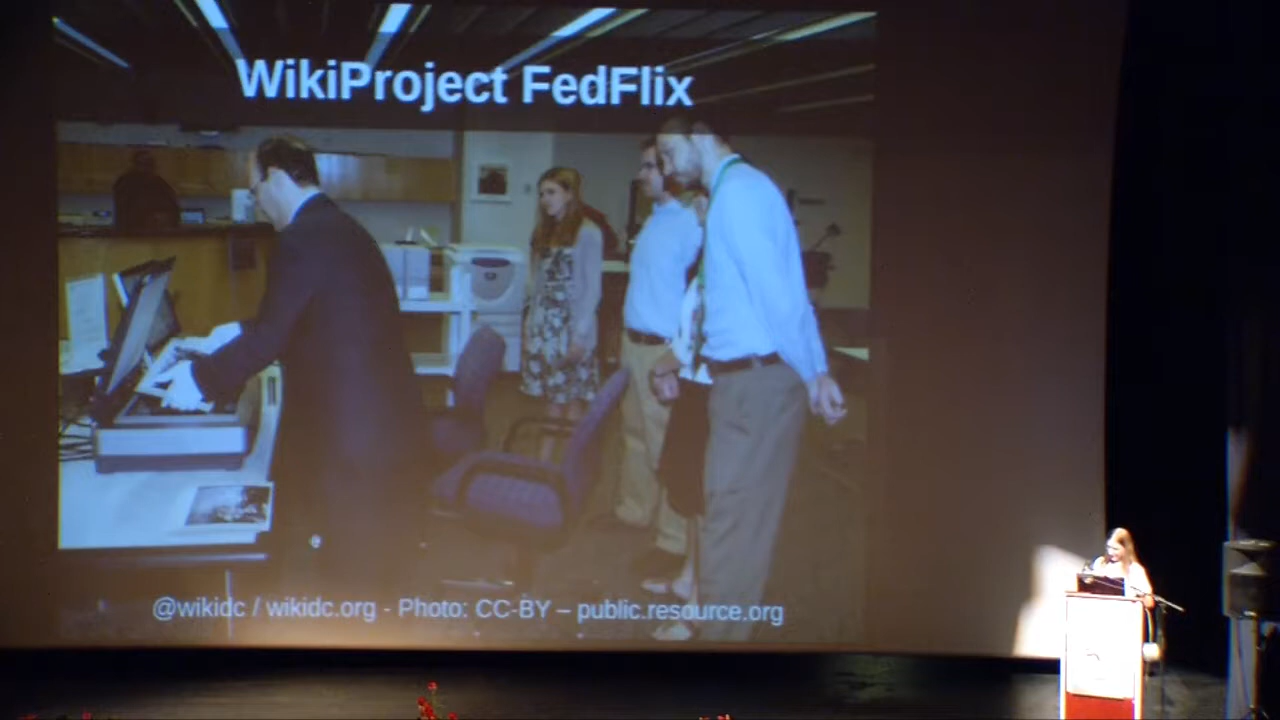 WikiProject FedFlix
@wikidc / wikidc.org - Photo: CC-BY – public.resource.org